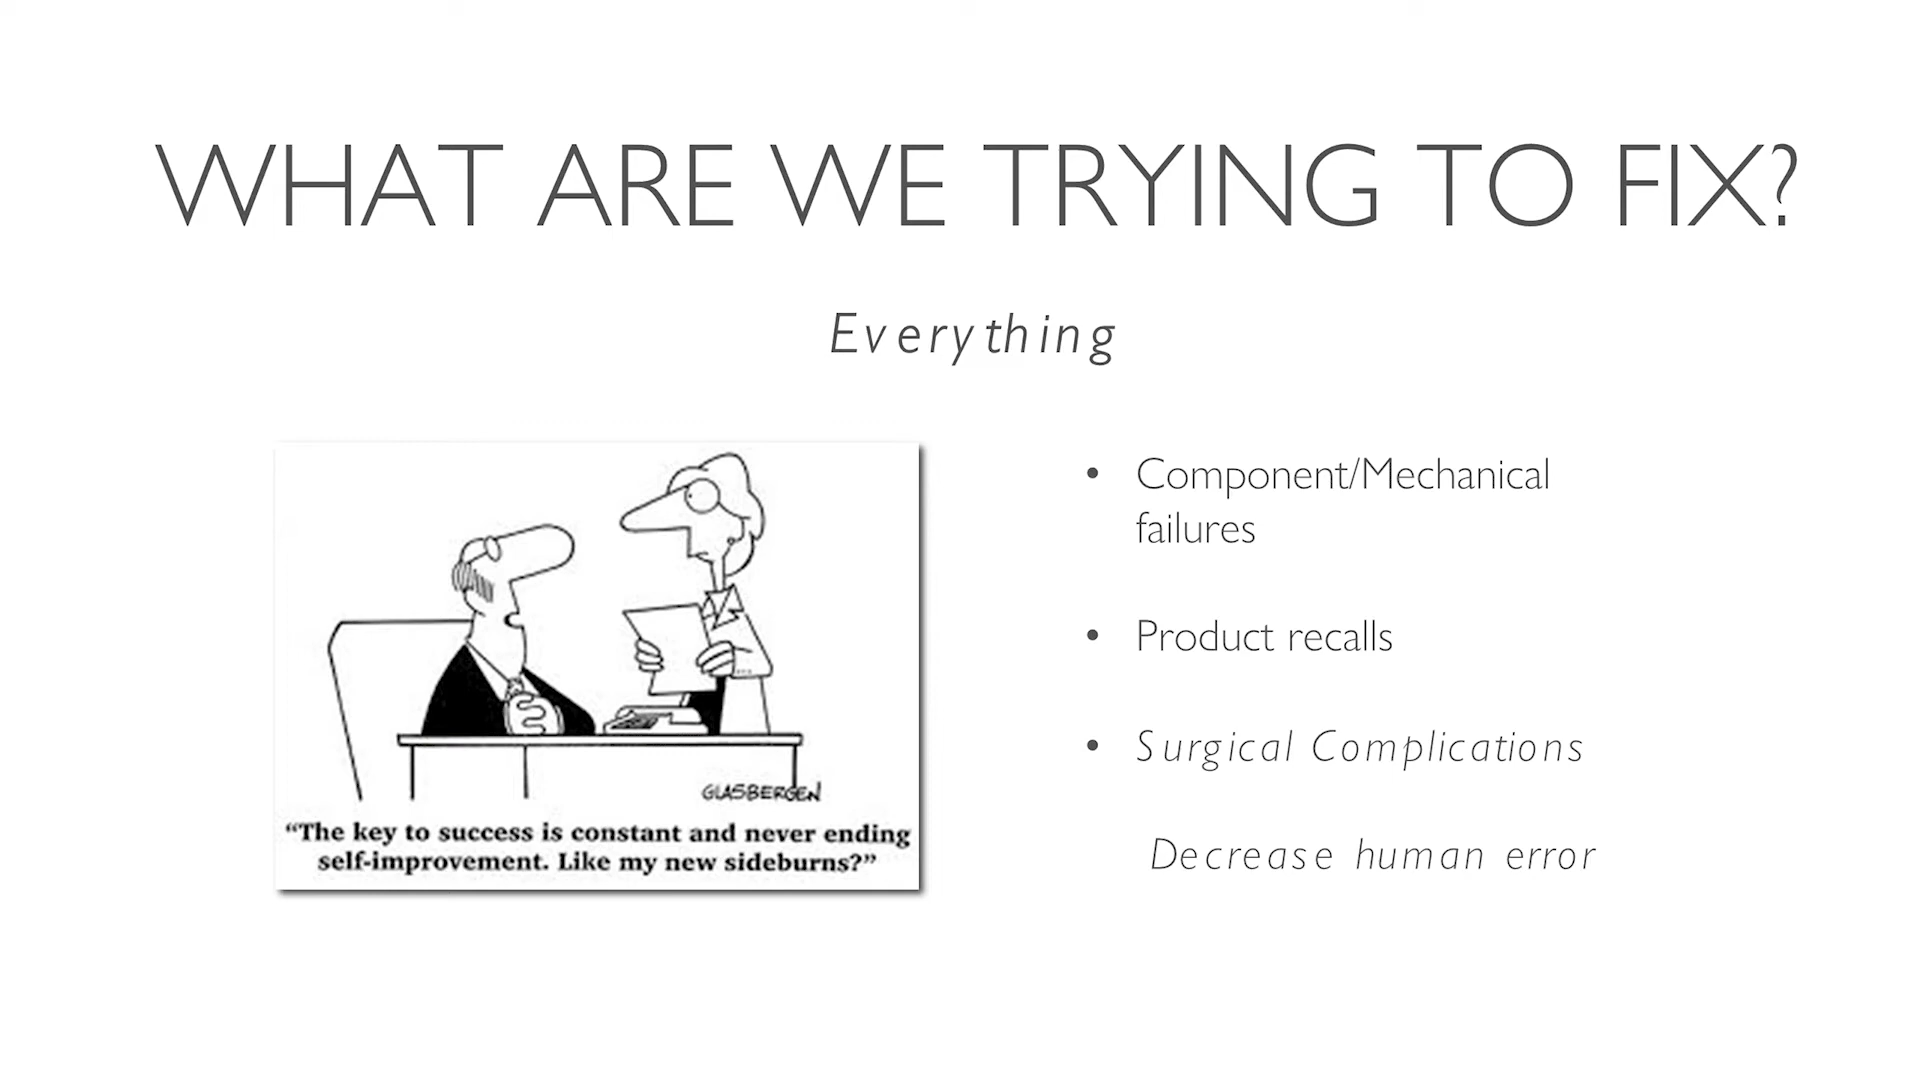 WHAT ARE WE TRYING TO FIX?
Everything
GLASBERGEN
“The key to success is constant and never ending
self-improvement. Like my new sideburns?”
• Component/Mechanical
failures
• Product recalls
• Surgical Complications
Decrease human error